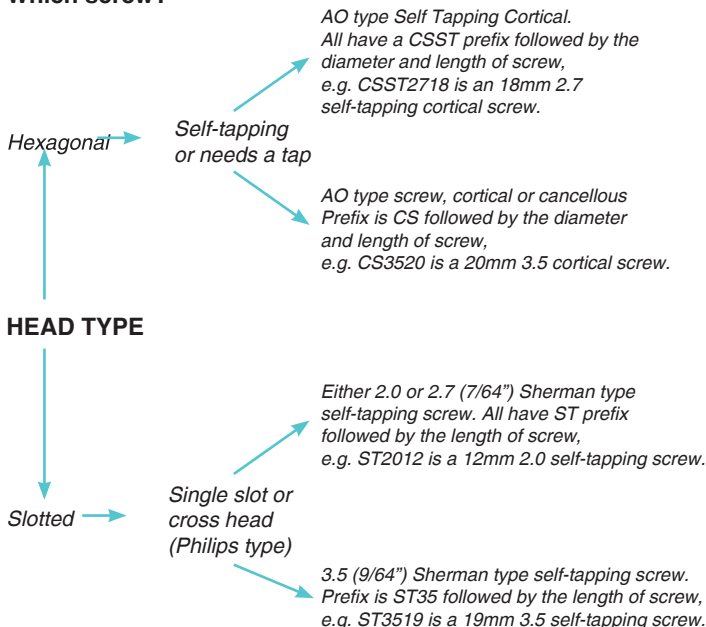 Which screw?
AO type Self Tapping Cortical.
All have a CSST prefix followed by the
diameter and length of screw,
e.g. CSST2718 is an 18mm 2.7
self-tapping cortical screw.
Hexagonal
Self-tapping
or needs a tap
AO type screw, cortical or cancellous
Prefix is CS followed by the diameter
and length of screw,
e.g. CS3520 is a 20mm 3.5 cortical screw.
HEAD TYPE
Either 2.0 or 2.7 (7/64") Sherman type
self-tapping screw. All have ST prefix
followed by the length of screw,
e.g. ST2012 is a 12mm 2.0 self-tapping screw.
Slotted
Single slot or
cross head
(Philips type)
3.5 (9/64") Sherman type self-tapping screw.
Prefix is ST35 followed by the length of screw,
e.g. ST3519 is a 19mm 3.5 self-tapping screw.